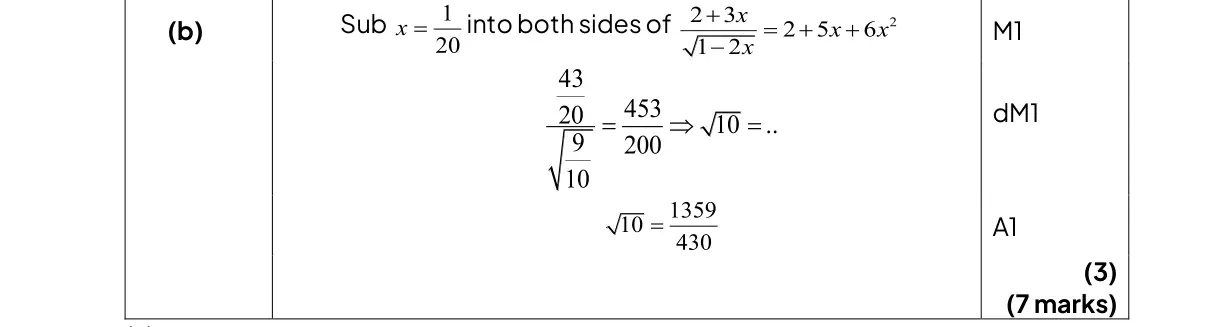 (b) Sub x = 1/20 into both sides of (2+3x)/√(1−2x) = 2+5x+6x² M1
(43/20)/√(9/10) = 453/200 ⇒ √10 = .. dM1
√10 = 1359/430 A1
(3)
(7 marks)